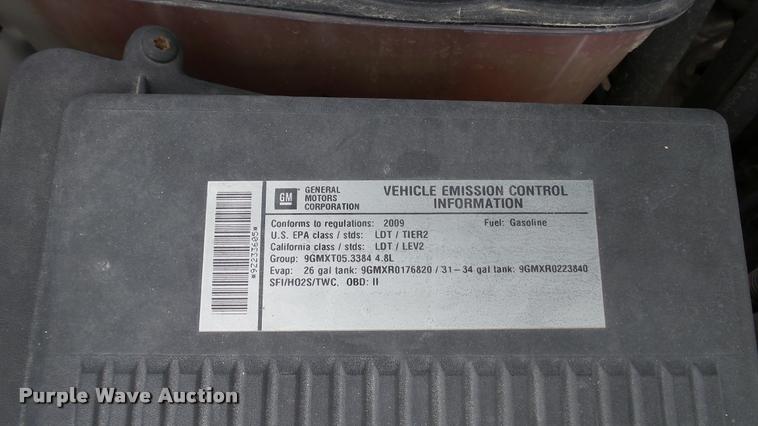 GM GENERAL MOTORS CORPORATION
VEHICLE EMISSION CONTROL
INFORMATION
Conforms to regulations: 2009 Fuel: Gasoline
U.S. EPA class / stds: LDT / TIER2
California class / stds: LDT / LEV2
Group: 9GMXT05.3384 4.8L
Evap: 26 gal tank: 9GMXR0176820 / 31-34 gal tank: 9GMXR0223840
SFI/HO2S/TWC, OBD: II
*92233605*
Purple Wave Auction